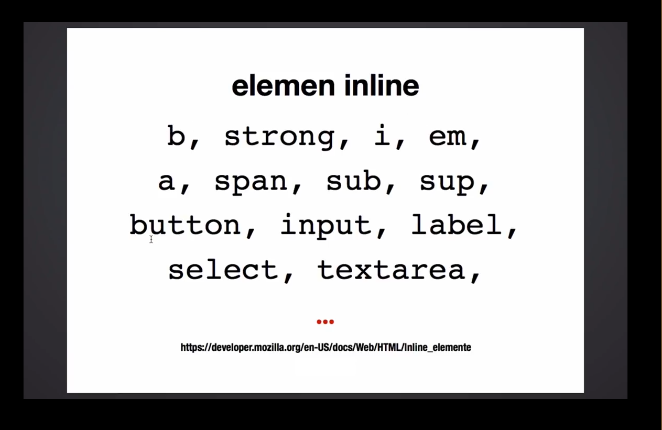 elemen inline
b, strong, i, em,
a, span, sub, sup,
button, input, label,
select, textarea,
...
https://developer.mozilla.org/en-US/docs/Web/HTML/Inline_elemente